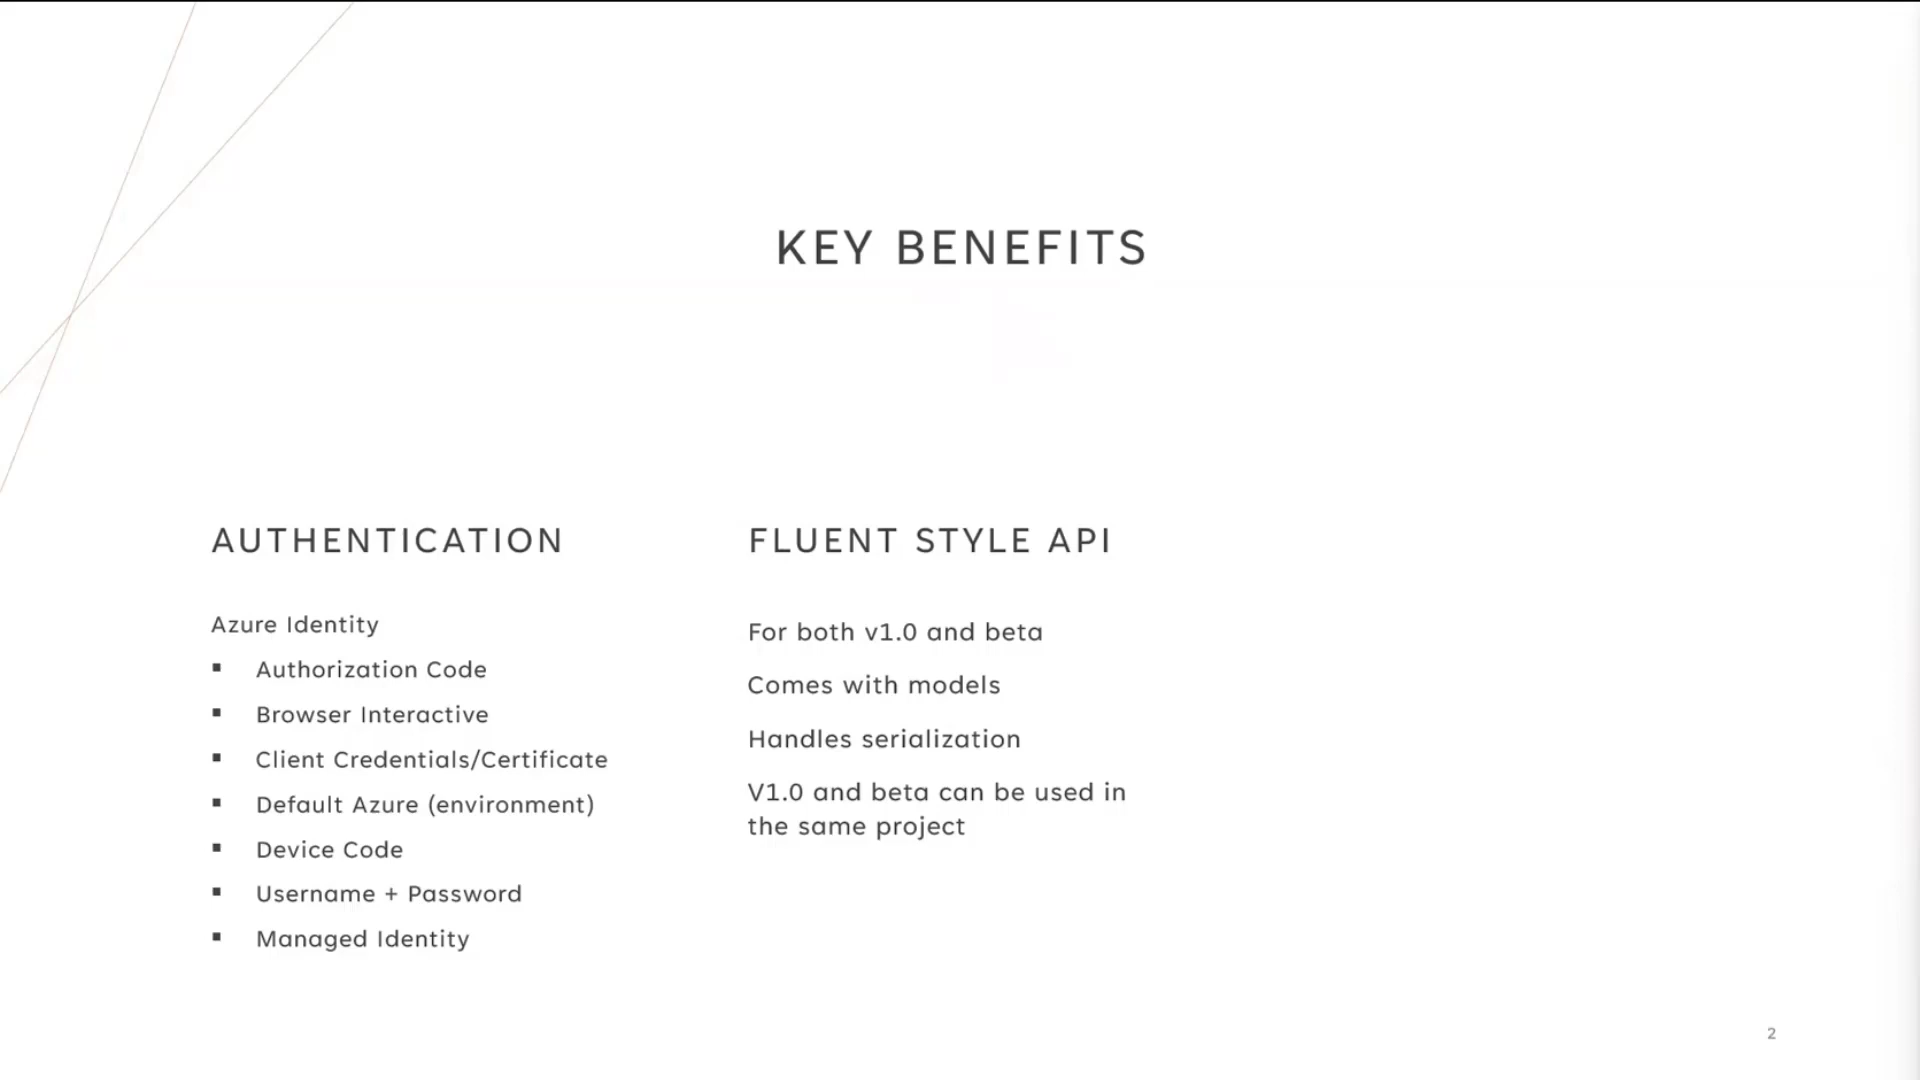 KEY BENEFITS
AUTHENTICATION
Azure Identity
▪ Authorization Code
▪ Browser Interactive
▪ Client Credentials/Certificate
▪ Default Azure (environment)
▪ Device Code
▪ Username + Password
▪ Managed Identity
FLUENT STYLE API
For both v1.0 and beta
Comes with models
Handles serialization
V1.0 and beta can be used in
the same project
2